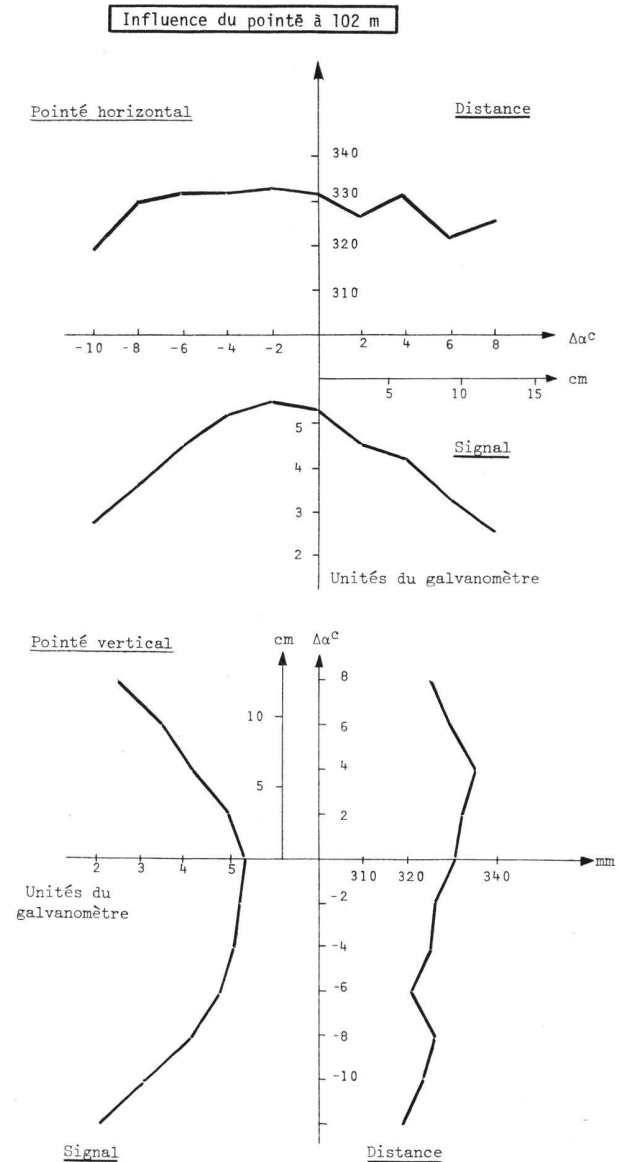 Influence du pointé à 102 m
Pointé horizontal
Distance
340
330
320
310
-10 -8 -6 -4 -2 2 4 6 8 Δαᶜ
5 10 15 cm
5
4
3
2
Signal
Unités du galvanomètre
Pointé vertical
cm Δαᶜ
8
10 6
5 4
2
2 3 4 5 310 320 340 mm
Unités du
galvanomètre
-2
-4
-6
-8
-10
Signal
Distance